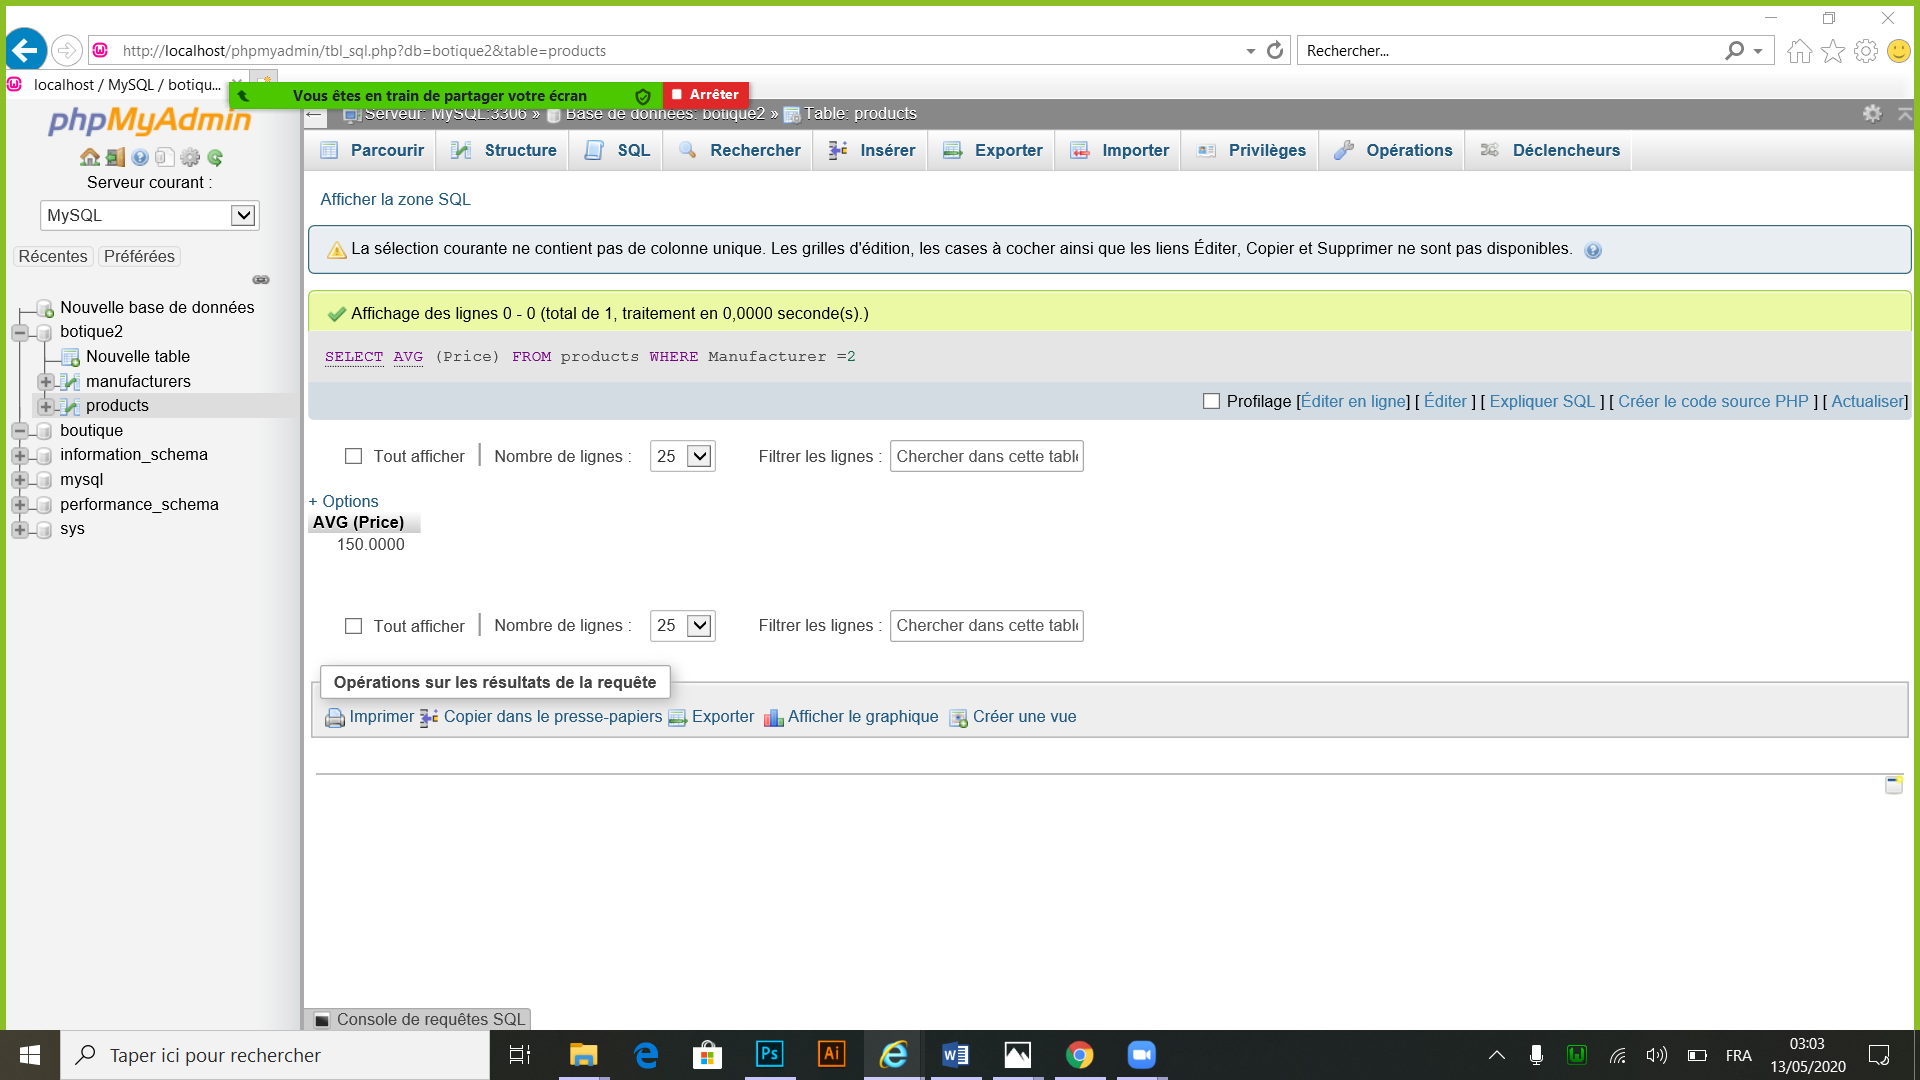 http://localhost/phpmyadmin/tbl_sql.php?db=botique2&table=products
Rechercher...
localhost / MySQL / botiqu...
Vous êtes en train de partager votre écran
Arrêter
phpMyAdmin
Serveur: MySQL:3306 » Base de données: botique2 » Table: products
Parcourir Structure SQL Rechercher Insérer Exporter Importer Privilèges Opérations Déclencheurs
Serveur courant :
MySQL
Récentes Préférées
Nouvelle base de données
botique2
Nouvelle table
manufacturers
products
boutique
information_schema
mysql
performance_schema
sys
Afficher la zone SQL
La sélection courante ne contient pas de colonne unique. Les grilles d'édition, les cases à cocher ainsi que les liens Éditer, Copier et Supprimer ne sont pas disponibles.
Affichage des lignes 0 - 0 (total de 1, traitement en 0,0000 seconde(s).)
SELECT AVG (Price) FROM products WHERE Manufacturer =2
Profilage [Éditer en ligne] [ Éditer ] [ Expliquer SQL ] [ Créer le code source PHP ] [ Actualiser]
Tout afficher Nombre de lignes : 25 Filtrer les lignes : Chercher dans cette table
+ Options
AVG (Price)
150.0000
Tout afficher Nombre de lignes : 25 Filtrer les lignes : Chercher dans cette table
Opérations sur les résultats de la requête
Imprimer Copier dans le presse-papiers Exporter Afficher le graphique Créer une vue
Console de requêtes SQL
Taper ici pour rechercher
Ps
Ai
FRA
03:03
13/05/2020